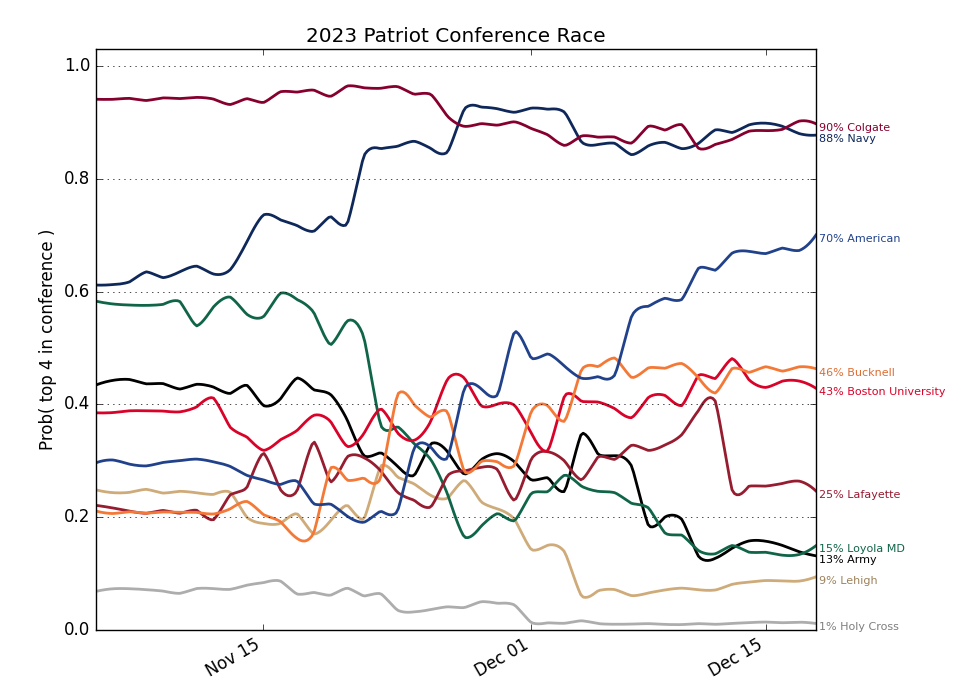 2023 Patriot Conference Race
Prob( top 4 in conference )
1.0
0.8
0.6
0.4
0.2
0.0
Nov 15
Dec 01
Dec 15
90% Colgate
88% Navy
70% American
46% Bucknell
43% Boston University
25% Lafayette
15% Loyola MD
13% Army
9% Lehigh
1% Holy Cross